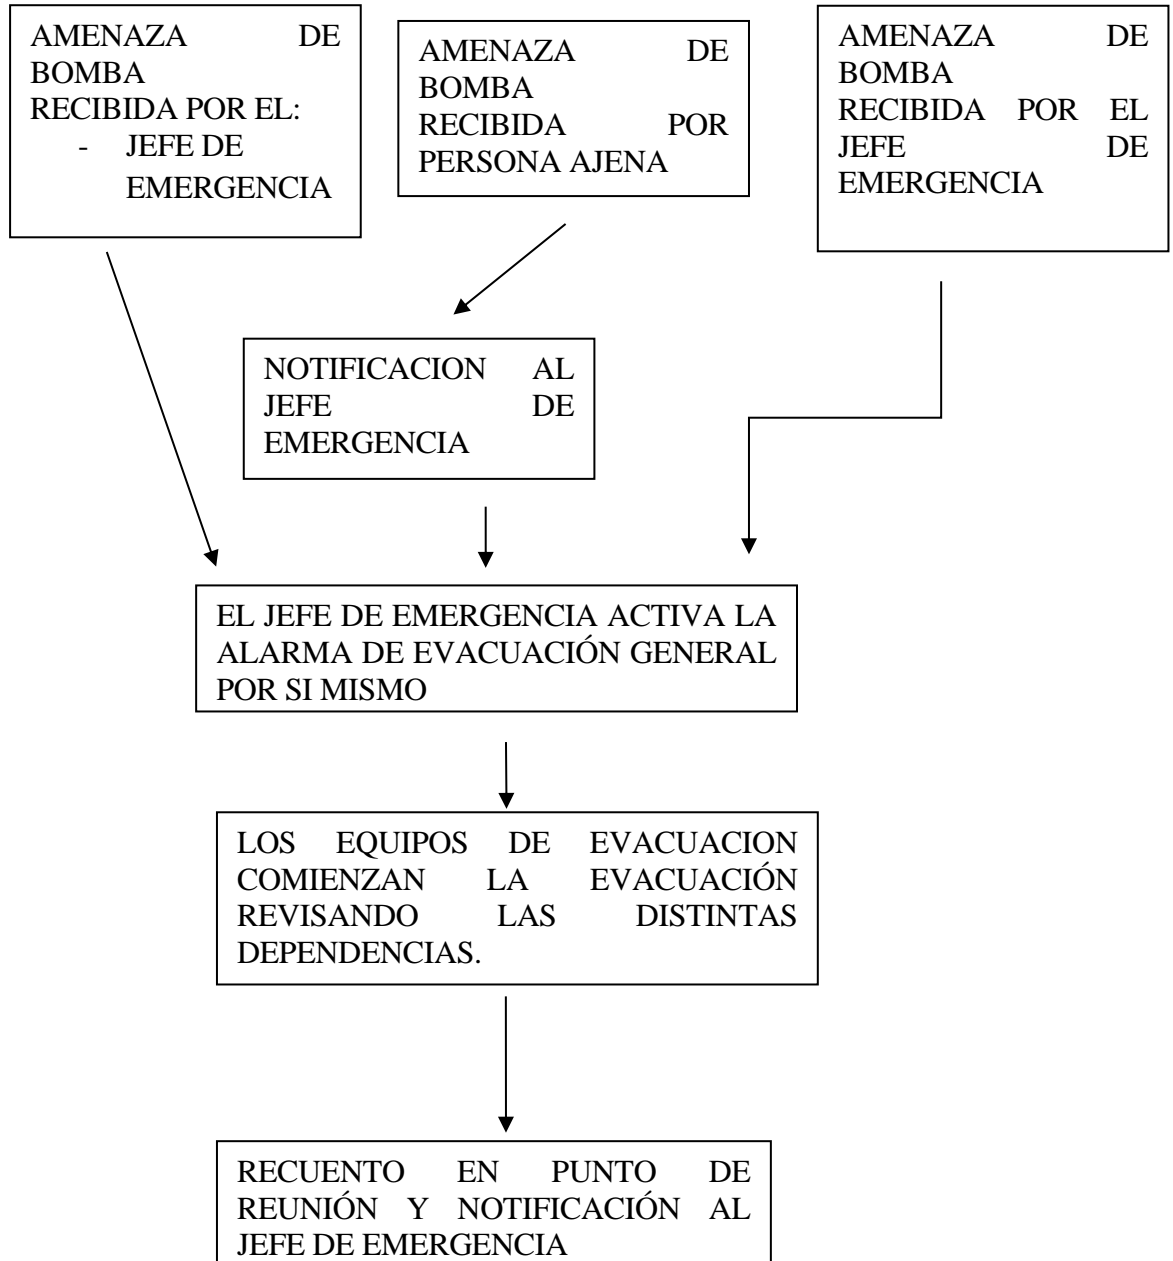 AMENAZA DE
BOMBA
RECIBIDA POR EL:
- JEFE DE
EMERGENCIA
AMENAZA DE
BOMBA
RECIBIDA POR
PERSONA AJENA
AMENAZA DE
BOMBA
RECIBIDA POR EL
JEFE DE
EMERGENCIA
NOTIFICACION AL
JEFE DE
EMERGENCIA
EL JEFE DE EMERGENCIA ACTIVA LA
ALARMA DE EVACUACIÓN GENERAL
POR SI MISMO
LOS EQUIPOS DE EVACUACION
COMIENZAN LA EVACUACIÓN
REVISANDO LAS DISTINTAS
DEPENDENCIAS.
RECUENTO EN PUNTO DE
REUNIÓN Y NOTIFICACIÓN AL
JEFE DE EMERGENCIA